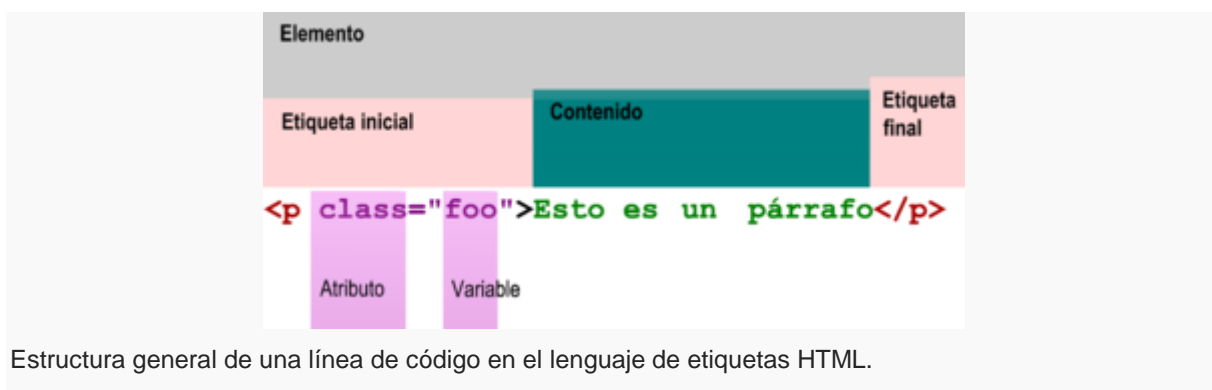 Elemento
Etiqueta inicial
Contenido
Etiqueta
final
<p class="foo">Esto es un párrafo</p>
Atributo
Variable
Estructura general de una línea de código en el lenguaje de etiquetas HTML.